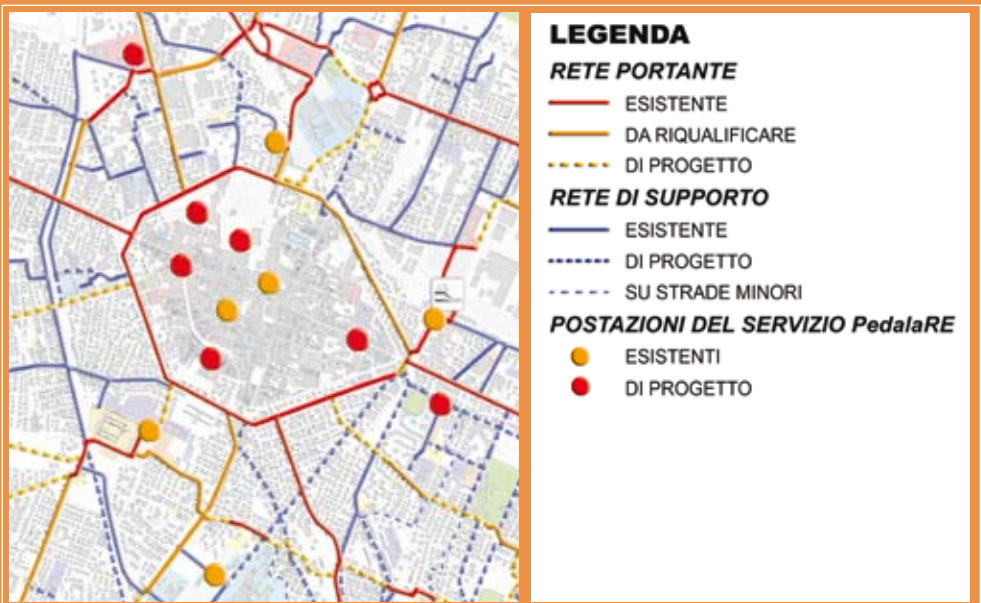 LEGENDA
RETE PORTANTE
ESISTENTE
DA RIQUALIFICARE
DI PROGETTO
RETE DI SUPPORTO
ESISTENTE
DI PROGETTO
SU STRADE MINORI
POSTAZIONI DEL SERVIZIO PedalaRE
ESISTENTI
DI PROGETTO